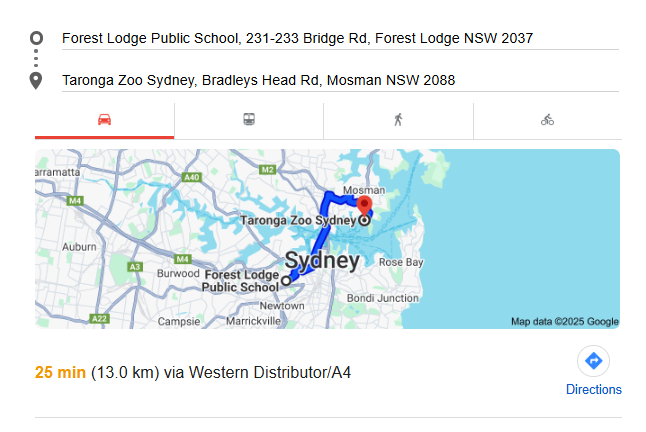 Forest Lodge Public School, 231-233 Bridge Rd, Forest Lodge NSW 2037
Taronga Zoo Sydney, Bradleys Head Rd, Mosman NSW 2088
arramatta
A40
M2
Mosman
M4
Taronga Zoo Sydney
Auburn
A3
M4
Sydney
Rose Bay
Burwood
Forest Lodge
Public School
Bondi Junction
Newtown
A22
Campsie
Marrickville
Map data ©2025 Google
25 min (13.0 km) via Western Distributor/A4
Directions